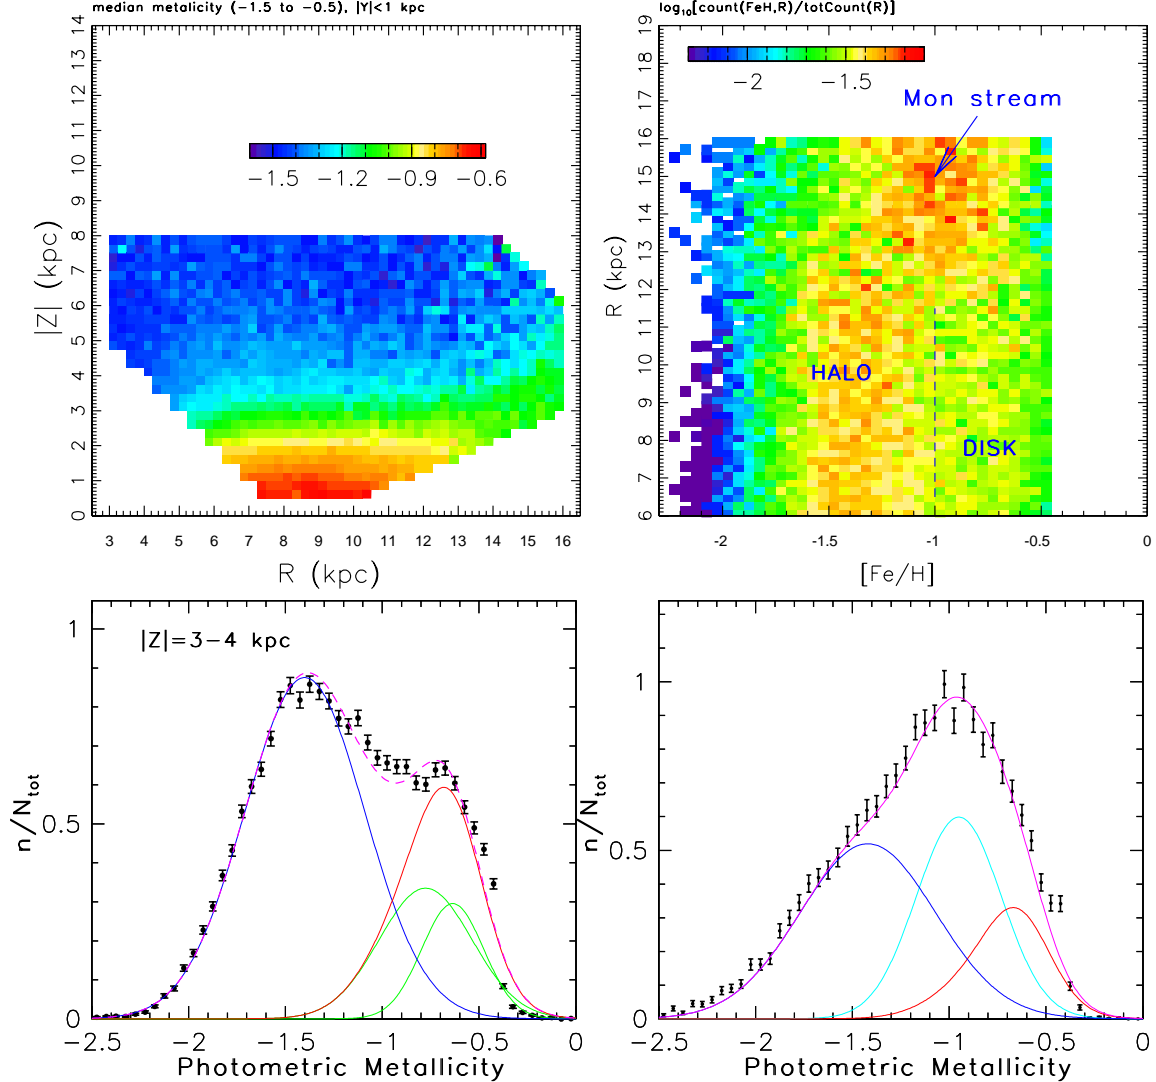 median metalicity (−1.5 to −0.5), |Y|<1 kpc
14
13
12
11
10
9
8
7
6
5
4
3
2
1
0
|Z| (kpc)
−1.5 −1.2 −0.9 −0.6
3 4 5 6 7 8 9 10 11 12 13 14 15 16
R (kpc)
log₁₀[count(FeH,R)/totCount(R)]
19
18
17
16
15
14
13
12
11
10
9
8
7
6
R (kpc)
−2 −1.5
Mon stream
HALO
DISK
-2 -1.5 -1 -0.5 0
[Fe/H]
|Z|=3−4 kpc
1
0.5
0
n/Ntot
−2.5 −2 −1.5 −1 −0.5 0
Photometric Metallicity
1
0.5
0
n/Ntot
−2.5 −2 −1.5 −1 −0.5 0
Photometric Metallicity